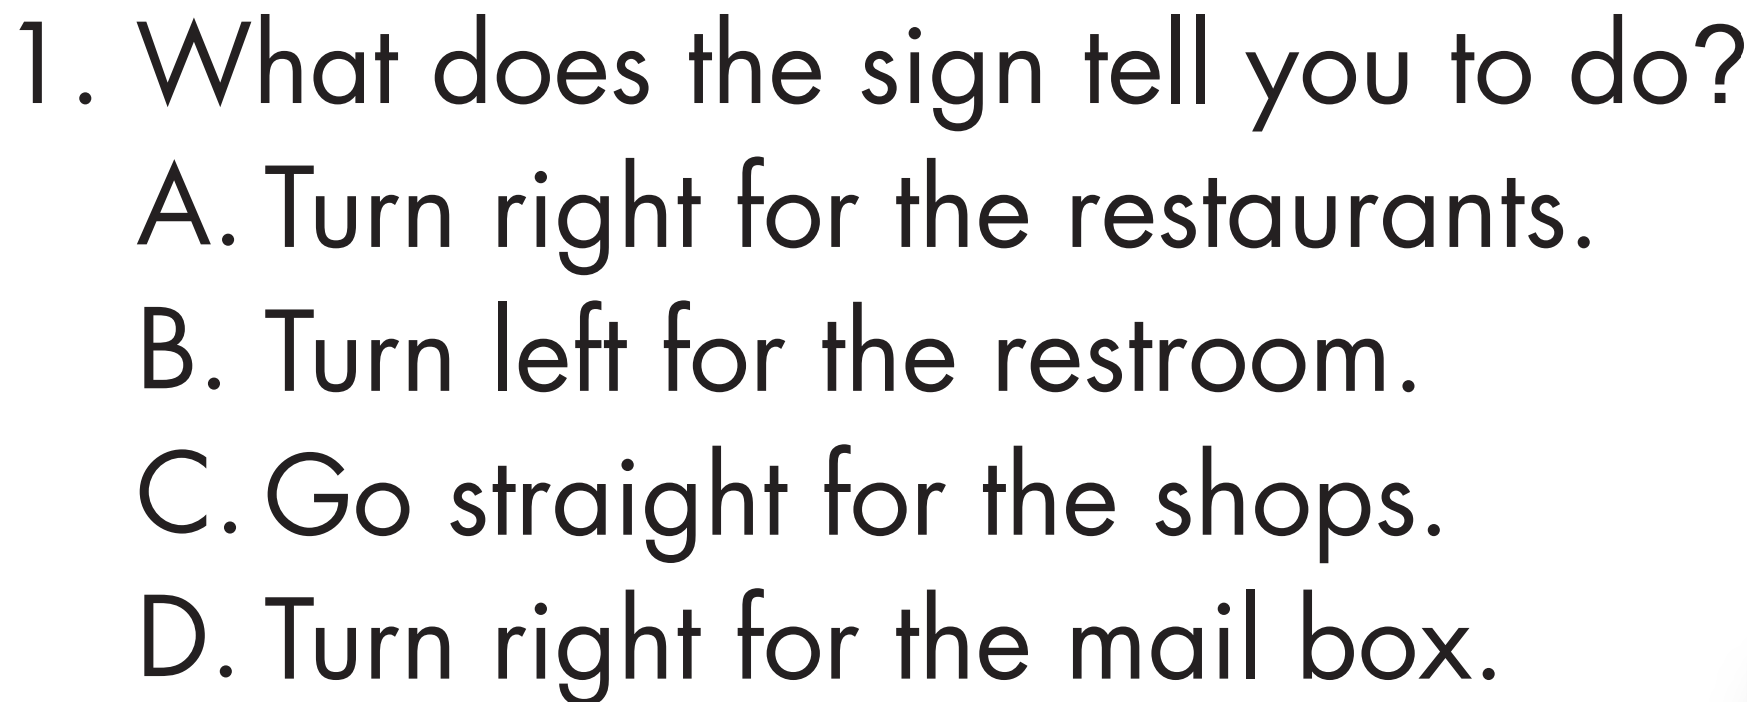 1. What does the sign tell you to do?
A. Turn right for the restaurants.
B. Turn left for the restroom.
C. Go straight for the shops.
D. Turn right for the mail box.